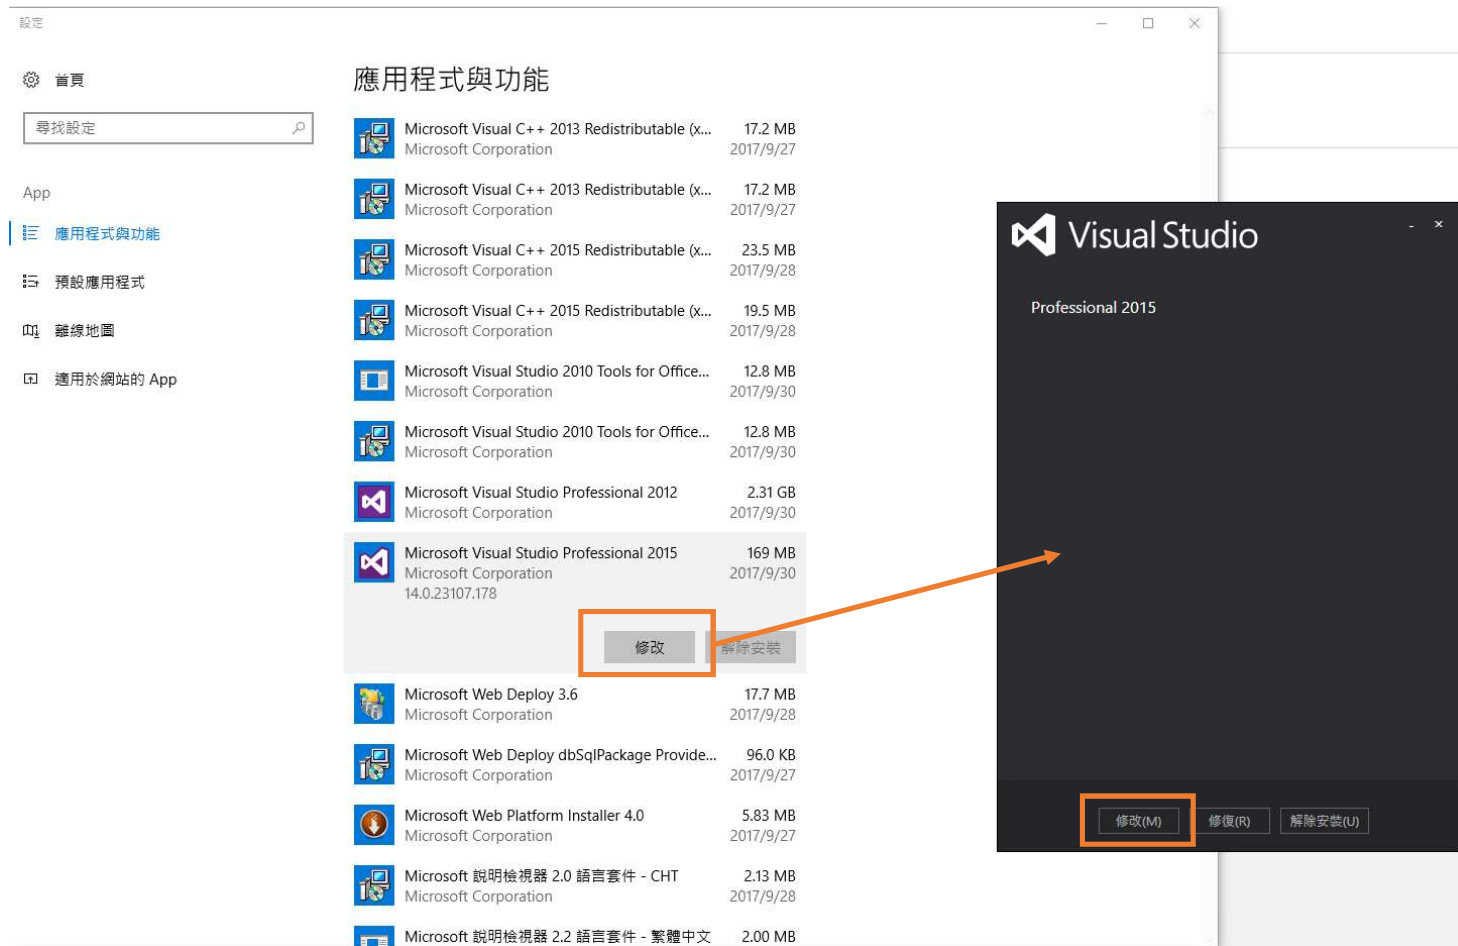 設定
首頁
尋找設定
App
應用程式與功能
預設應用程式
離線地圖
適用於網站的 App
應用程式與功能
Microsoft Visual C++ 2013 Redistributable (x... 17.2 MB
Microsoft Corporation 2017/9/27
Microsoft Visual C++ 2013 Redistributable (x... 17.2 MB
Microsoft Corporation 2017/9/27
Microsoft Visual C++ 2015 Redistributable (x... 23.5 MB
Microsoft Corporation 2017/9/28
Microsoft Visual C++ 2015 Redistributable (x... 19.5 MB
Microsoft Corporation 2017/9/28
Microsoft Visual Studio 2010 Tools for Office... 12.8 MB
Microsoft Corporation 2017/9/30
Microsoft Visual Studio 2010 Tools for Office... 12.8 MB
Microsoft Corporation 2017/9/30
Microsoft Visual Studio Professional 2012 2.31 GB
Microsoft Corporation 2017/9/30
Microsoft Visual Studio Professional 2015 169 MB
Microsoft Corporation 2017/9/30
14.0.23107.178
修改 解除安裝
Microsoft Web Deploy 3.6 17.7 MB
Microsoft Corporation 2017/9/28
Microsoft Web Deploy dbSqlPackage Provide... 96.0 KB
Microsoft Corporation 2017/9/27
Microsoft Web Platform Installer 4.0 5.83 MB
Microsoft Corporation 2017/9/27
Microsoft 說明檢視器 2.0 語言套件 - CHT 2.13 MB
Microsoft Corporation 2017/9/28
Microsoft 說明檢視器 2.2 語言套件 - 繁體中文 2.00 MB
Visual Studio
Professional 2015
修改(M) 修復(R) 解除安裝(U)